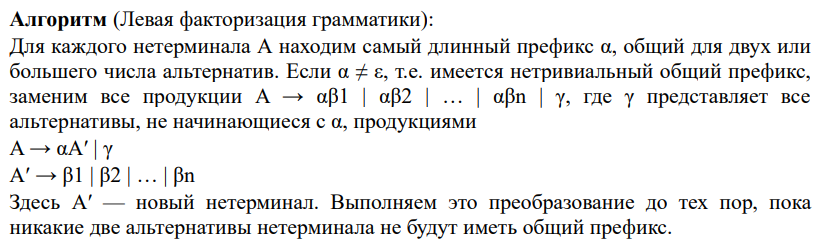 Алгоритм (Левая факторизация грамматики):
Для каждого нетерминала A находим самый длинный префикс α, общий для двух или
большего числа альтернатив. Если α ≠ ε, т.е. имеется нетривиальный общий префикс,
заменим все продукции A → αβ1 | αβ2 | … | αβn | γ, где γ представляет все
альтернативы, не начинающиеся с α, продукциями
A → αA′ | γ
A′ → β1 | β2 | … | βn
Здесь A′ — новый нетерминал. Выполняем это преобразование до тех пор, пока
никакие две альтернативы нетерминала не будут иметь общий префикс.